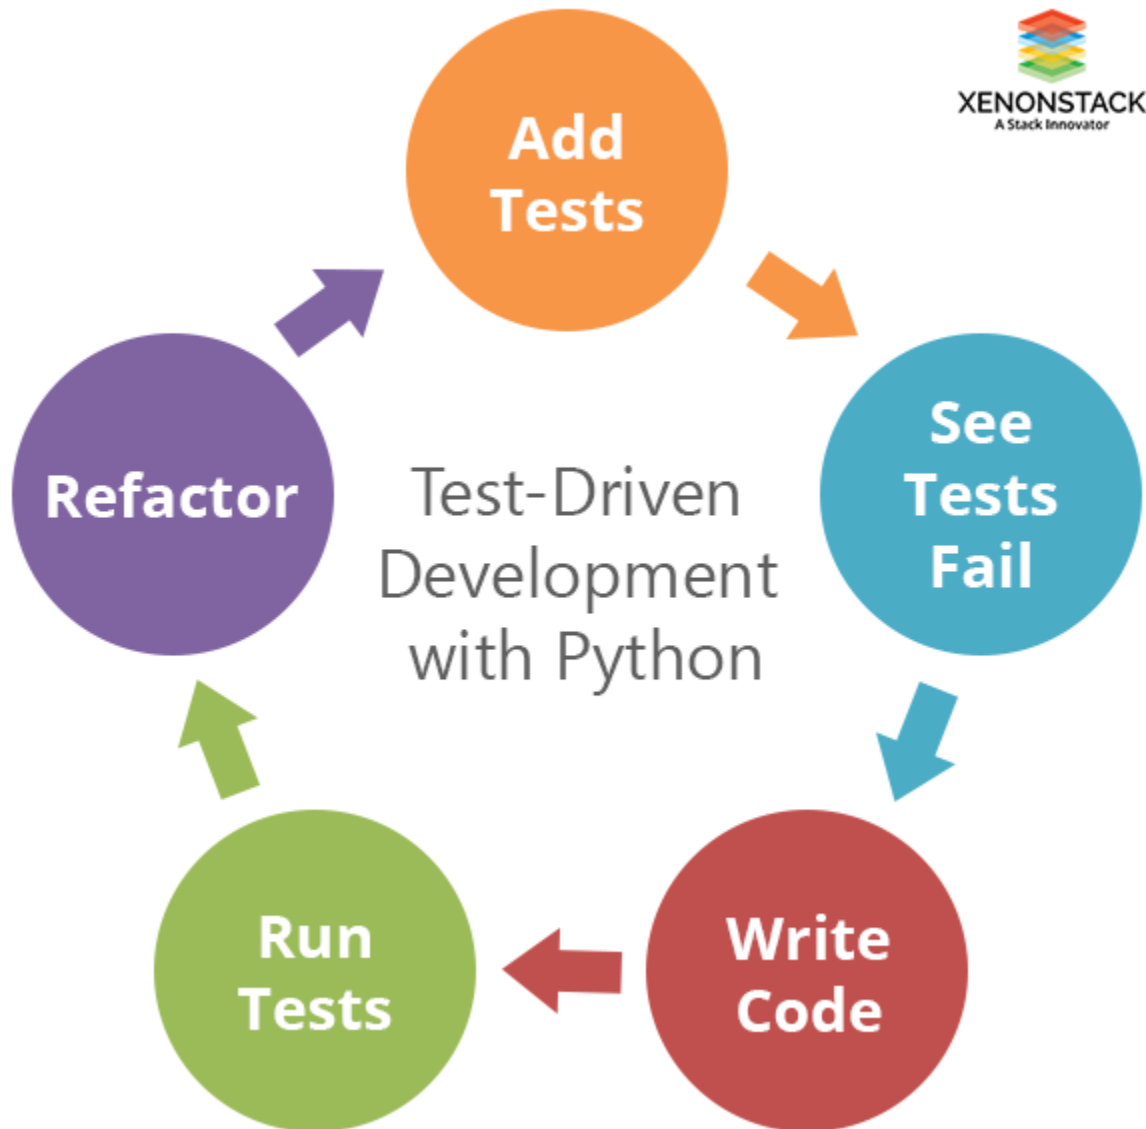 XENONSTACK
A Stack Innovator
Add
Tests
See
Tests
Fail
Write
Code
Run
Tests
Refactor
Test-Driven
Development
with Python